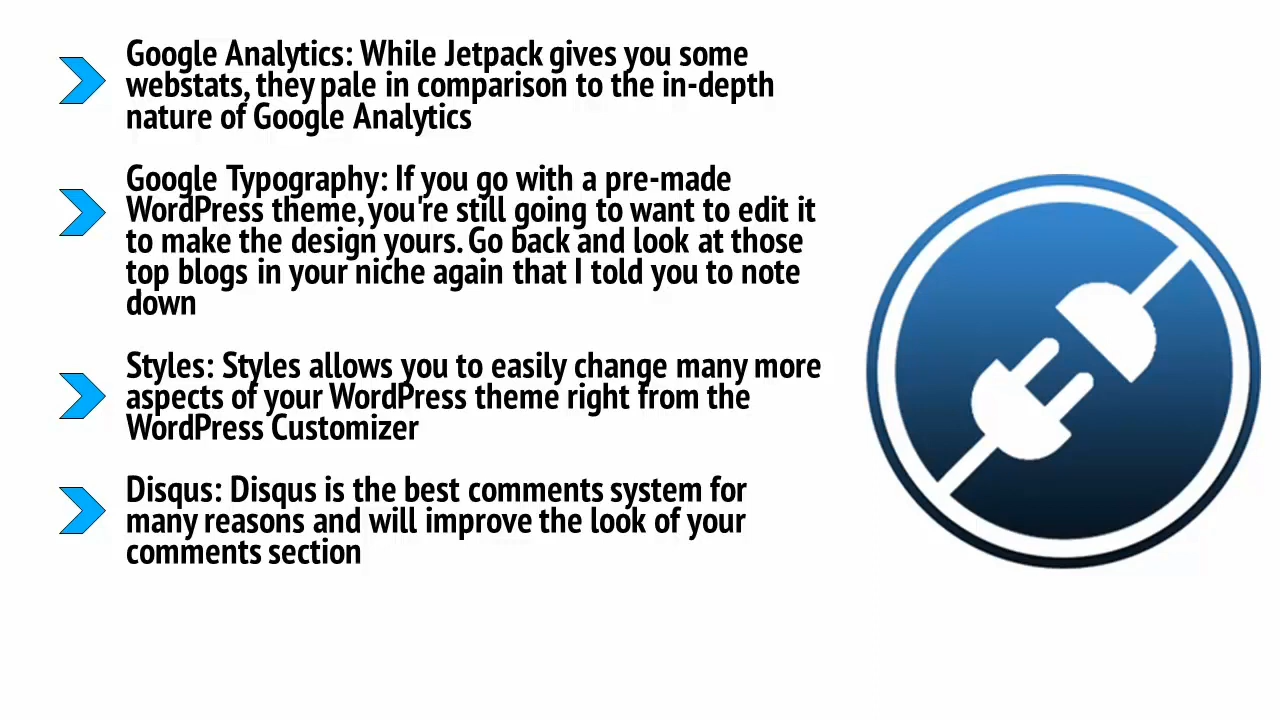 Google Analytics: While Jetpack gives you some
webstats, they pale in comparison to the in-depth
nature of Google Analytics
Google Typography: If you go with a pre-made
WordPress theme, you're still going to want to edit it
to make the design yours. Go back and look at those
top blogs in your niche again that I told you to note
down
Styles: Styles allows you to easily change many more
aspects of your WordPress theme right from the
WordPress Customizer
Disqus: Disqus is the best comments system for
many reasons and will improve the look of your
comments section